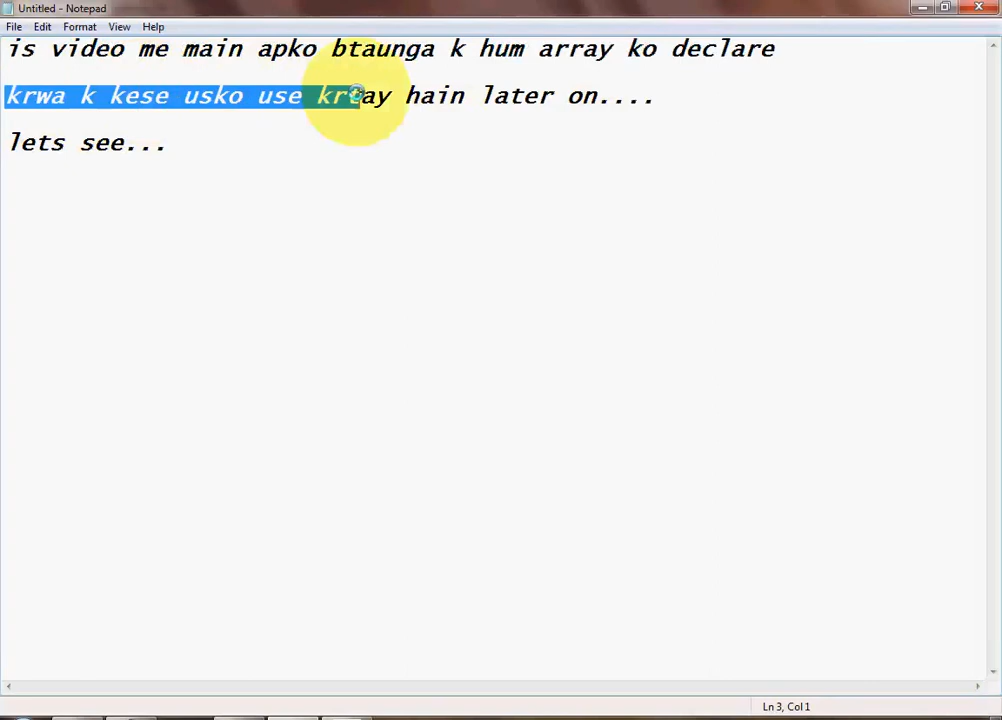 Untitled - Notepad
File Edit Format View Help
is video me main apko btaunga k hum array ko declare
krwa k kese usko use krtay hain later on....
lets see...
Ln 3, Col 1